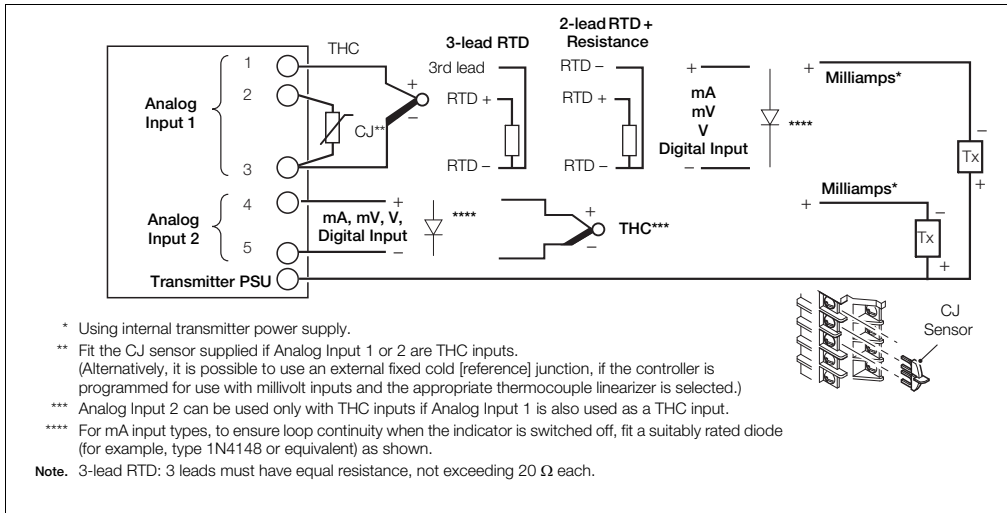 THC
3-lead RTD
2-lead RTD +
Resistance
Analog
Input 1
1
2
3
CJ**
+
–
3rd lead
RTD +
RTD –
RTD –
RTD +
RTD –
+
mA
mV
V
Digital Input
–
****
+
Milliamps*
–
Tx
+
Analog
Input 2
4
5
+
mA, mV, V,
Digital Input
–
****
+
–
THC***
Milliamps*
+
–
Tx
+
Transmitter PSU
CJ
Sensor
* Using internal transmitter power supply.
** Fit the CJ sensor supplied if Analog Input 1 or 2 are THC inputs.
(Alternatively, it is possible to use an external fixed cold [reference] junction, if the controller is
programmed for use with millivolt inputs and the appropriate thermocouple linearizer is selected.)
*** Analog Input 2 can be used only with THC inputs if Analog Input 1 is also used as a THC input.
**** For mA input types, to ensure loop continuity when the indicator is switched off, fit a suitably rated diode
(for example, type 1N4148 or equivalent) as shown.
Note. 3-lead RTD: 3 leads must have equal resistance, not exceeding 20 Ω each.